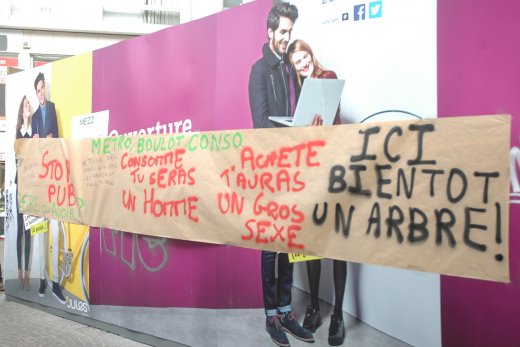 MEZZ
Ouverture
STOP
PUB
METRO, BOULOT, CONSO
CONSOMME
TU SERAS
UN HOMME
ACHETE
T'AURAS
UN GROS
SEXE
ICI
BIENTOT
UN ARBRE!
JULES